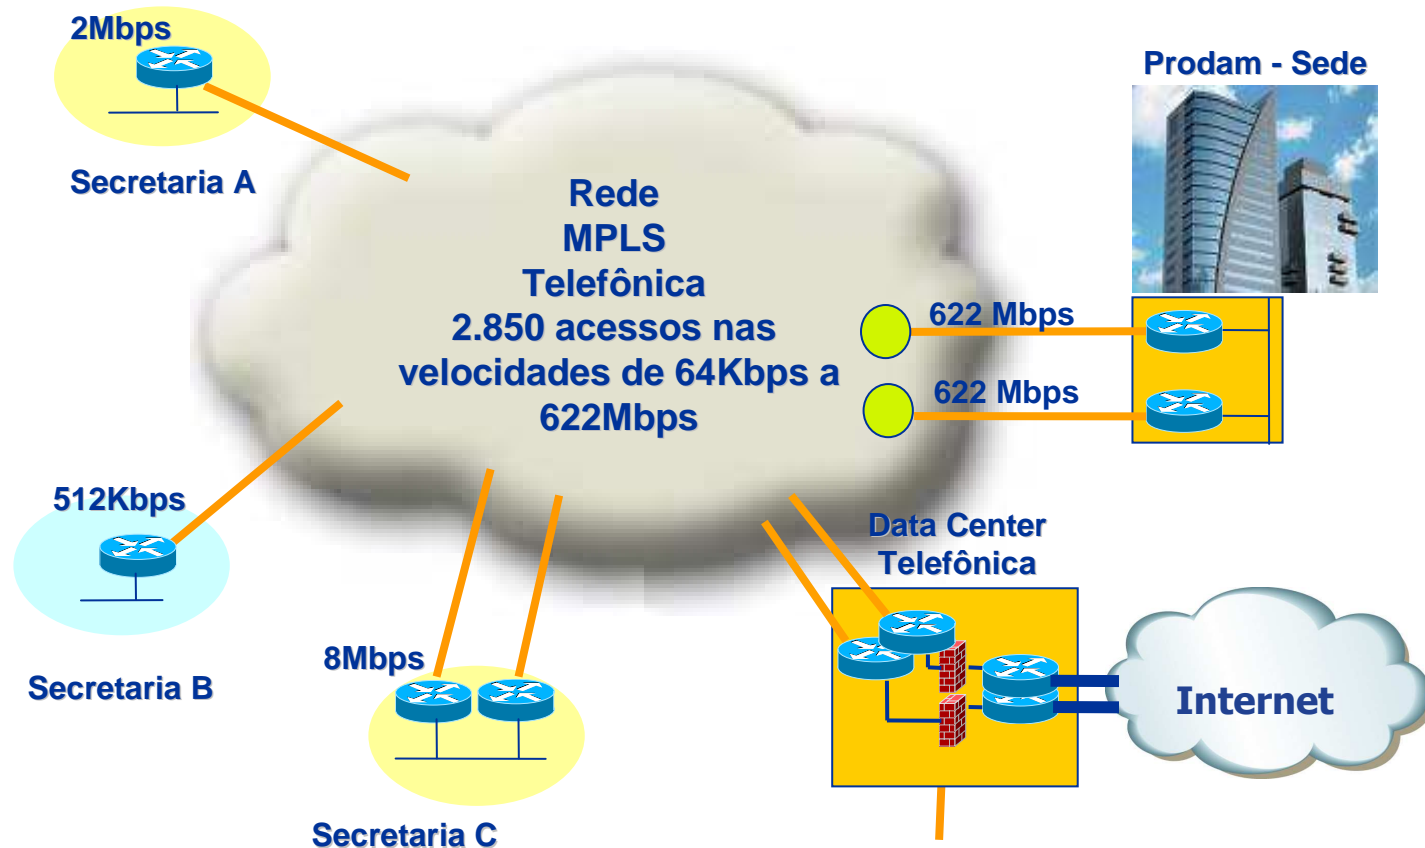 2Mbps
Secretaria A
Prodam - Sede
Rede
MPLS
Telefônica
2.850 acessos nas
velocidades de 64Kbps a
622Mbps
622 Mbps
622 Mbps
512Kbps
Secretaria B
8Mbps
Secretaria C
Data Center
Telefônica
Internet